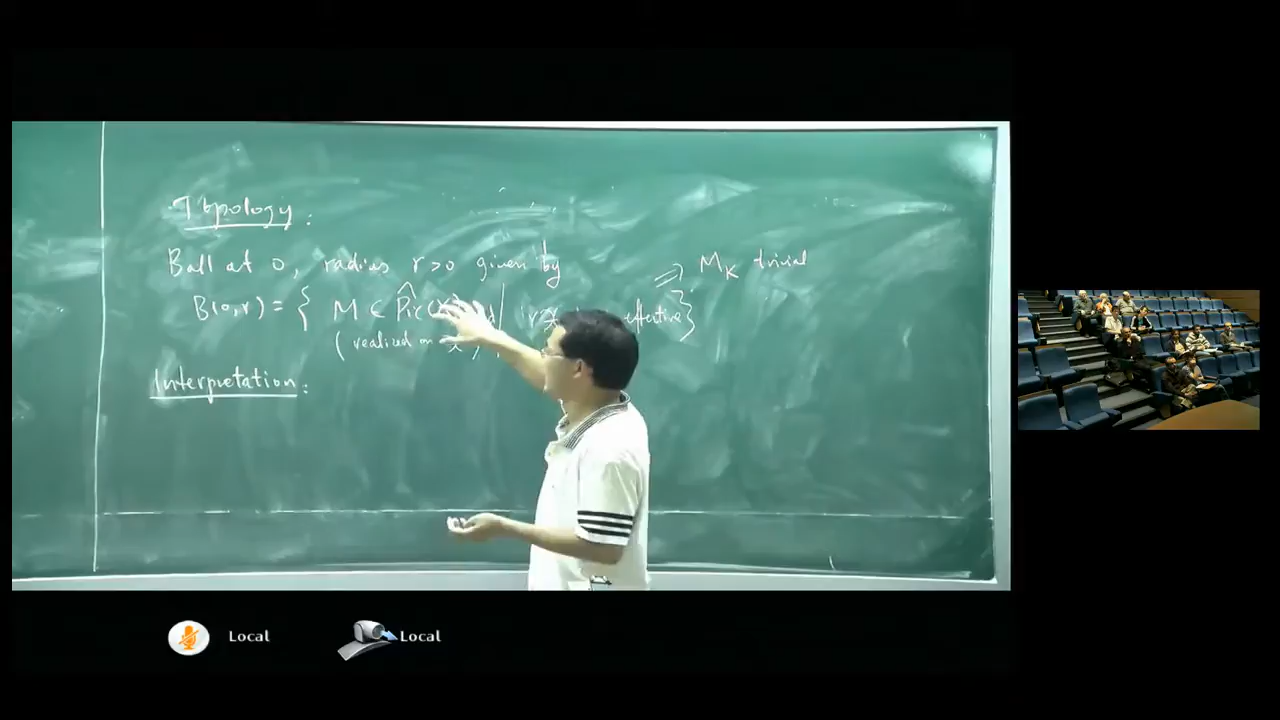 Topology:
Ball at 0, radius r>0 given by
⇒ M_K trivial
B(0,r) = { M ∈ P̂ic(X) | effective }
(realized on
Interpretation:
Local
Local